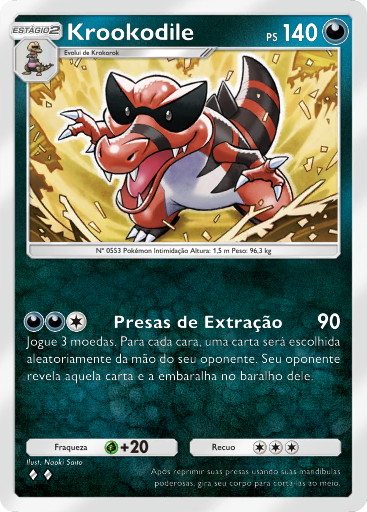 ESTÁGIO 2
Krookodile
PS 140
Evolui de Krokorok
Nº 0553 Pokémon Intimidação Altura: 1,5 m Peso: 96,3 kg
Presas de Extração 90
Jogue 3 moedas. Para cada cara, uma carta será escolhida
aleatoriamente da mão do seu oponente. Seu oponente
revela aquela carta e a embaralha no baralho dele.
Fraqueza +20
Recuo
Ilust. Naoki Saito
Após reprimir suas presas usando suas mandíbulas
poderosas, gira seu corpo para cortá-las ao meio.